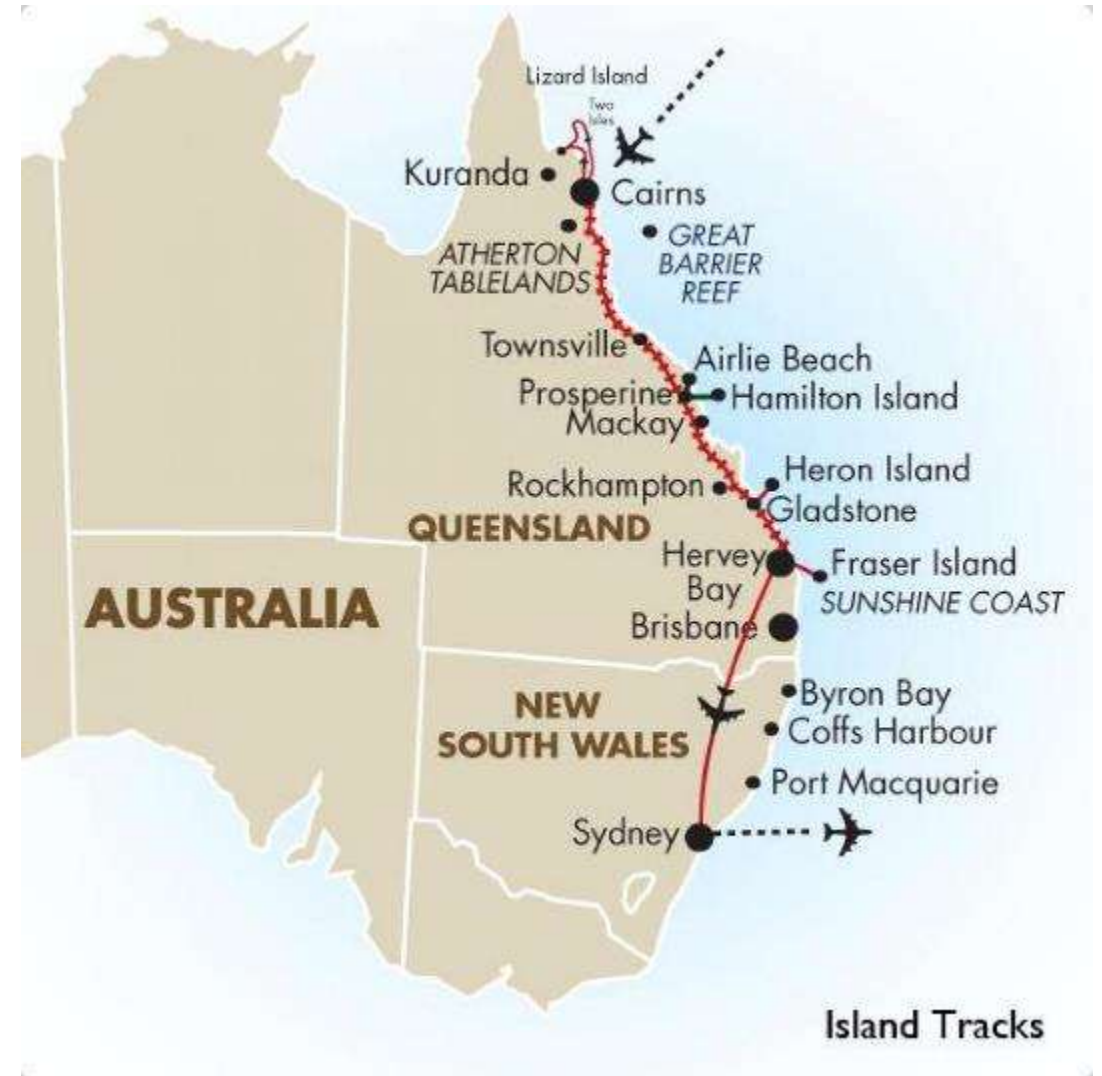 Lizard Island
Two
Isles
Kuranda
Cairns
ATHERTON
TABLELANDS
GREAT
BARRIER
REEF
Townsville
Airlie Beach
Prosperine
Hamilton Island
Mackay
Heron Island
Rockhampton
Gladstone
QUEENSLAND
Hervey
Bay
Fraser Island
SUNSHINE COAST
AUSTRALIA
Brisbane
NEW
SOUTH WALES
Byron Bay
Coffs Harbour
Port Macquarie
Sydney
Island Tracks